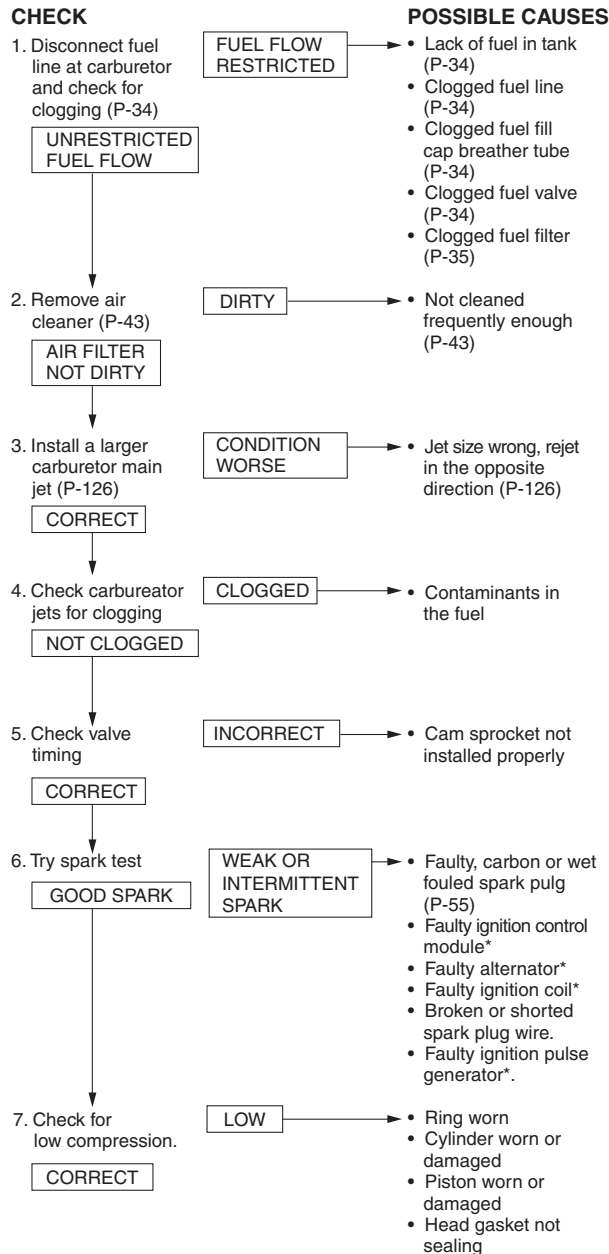 CHECK
POSSIBLE CAUSES
1. Disconnect fuel
line at carburetor
and check for
clogging (P-34)
FUEL FLOW
RESTRICTED
• Lack of fuel in tank
(P-34)
• Clogged fuel line
(P-34)
• Clogged fuel fill
cap breather tube
(P-34)
• Clogged fuel valve
(P-34)
• Clogged fuel filter
(P-35)
UNRESTRICTED
FUEL FLOW
2. Remove air
cleaner (P-43)
DIRTY
• Not cleaned
frequently enough
(P-43)
AIR FILTER
NOT DIRTY
3. Install a larger
carburetor main
jet (P-126)
CONDITION
WORSE
• Jet size wrong, rejet
in the opposite
direction (P-126)
CORRECT
4. Check carbureator
jets for clogging
CLOGGED
• Contaminants in
the fuel
NOT CLOGGED
5. Check valve
timing
INCORRECT
• Cam sprocket not
installed properly
CORRECT
6. Try spark test
WEAK OR
INTERMITTENT
SPARK
• Faulty, carbon or wet
fouled spark pulg
(P-55)
• Faulty ignition control
module*
• Faulty alternator*
• Faulty ignition coil*
• Broken or shorted
spark plug wire.
• Faulty ignition pulse
generator*.
GOOD SPARK
7. Check for
low compression.
LOW
• Ring worn
• Cylinder worn or
damaged
• Piston worn or
damaged
• Head gasket not
sealing
CORRECT